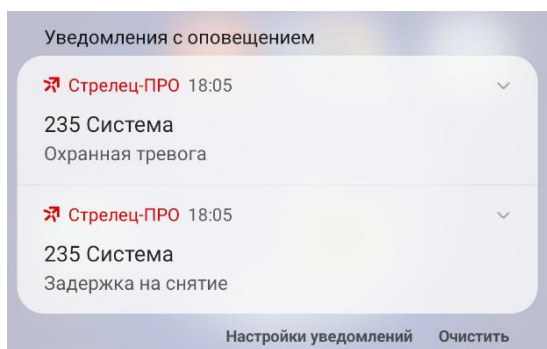 Уведомления с оповещением
Стрелец-ПРО 18:05
235 Система
Охранная тревога
Стрелец-ПРО 18:05
235 Система
Задержка на снятие
Настройки уведомлений Очистить